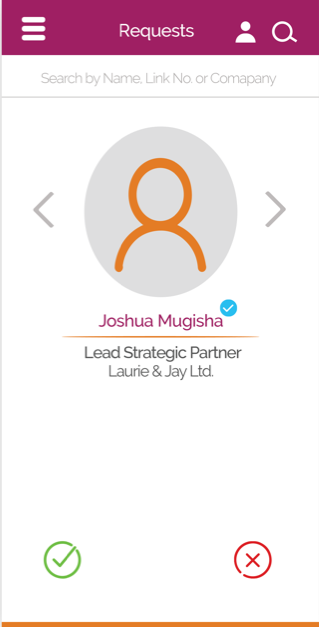 Requests
Search by Name, Link No. or Comapany
Joshua Mugisha
Lead Strategic Partner
Laurie & Jay Ltd.